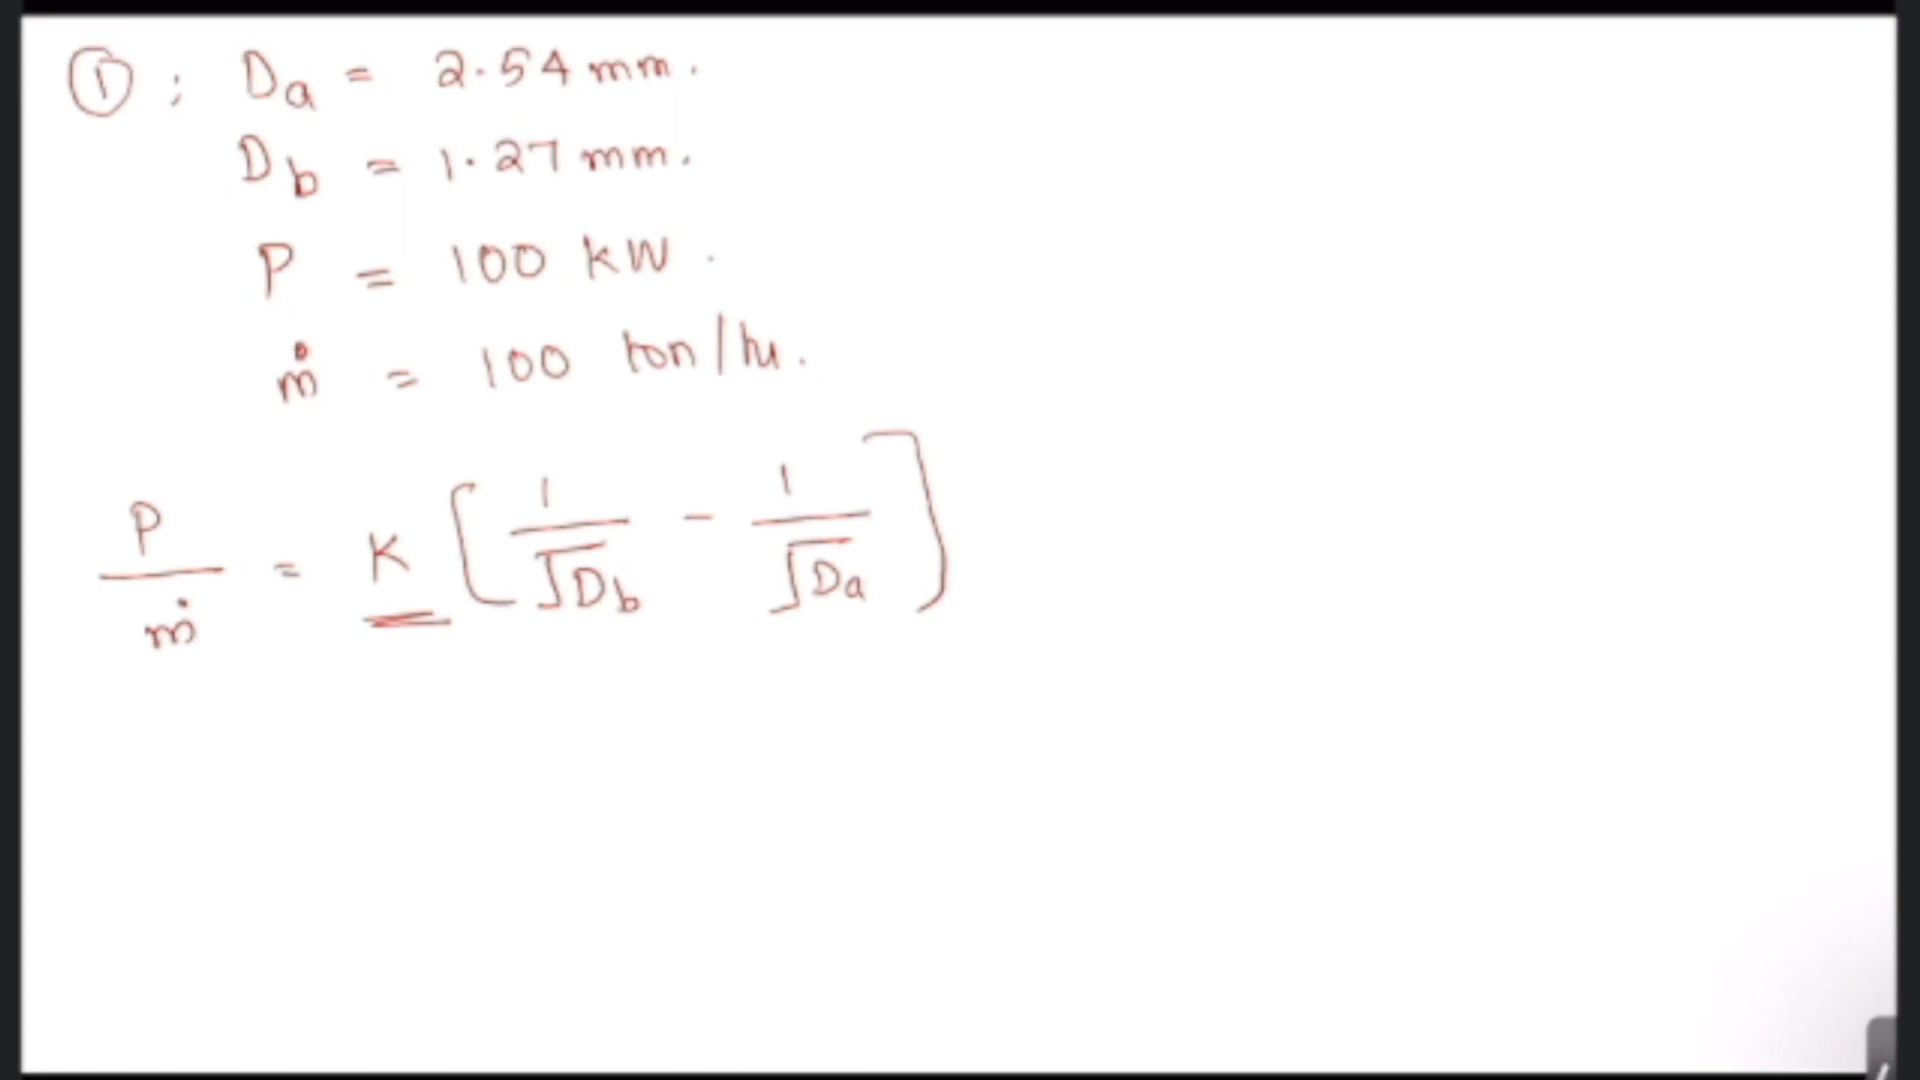 ① ; Da = 2.54 mm.
Db = 1.27 mm.
P = 100 kW.
ṁ = 100 ton/hr.
P/ṁ = K [ 1/√Db - 1/√Da ]